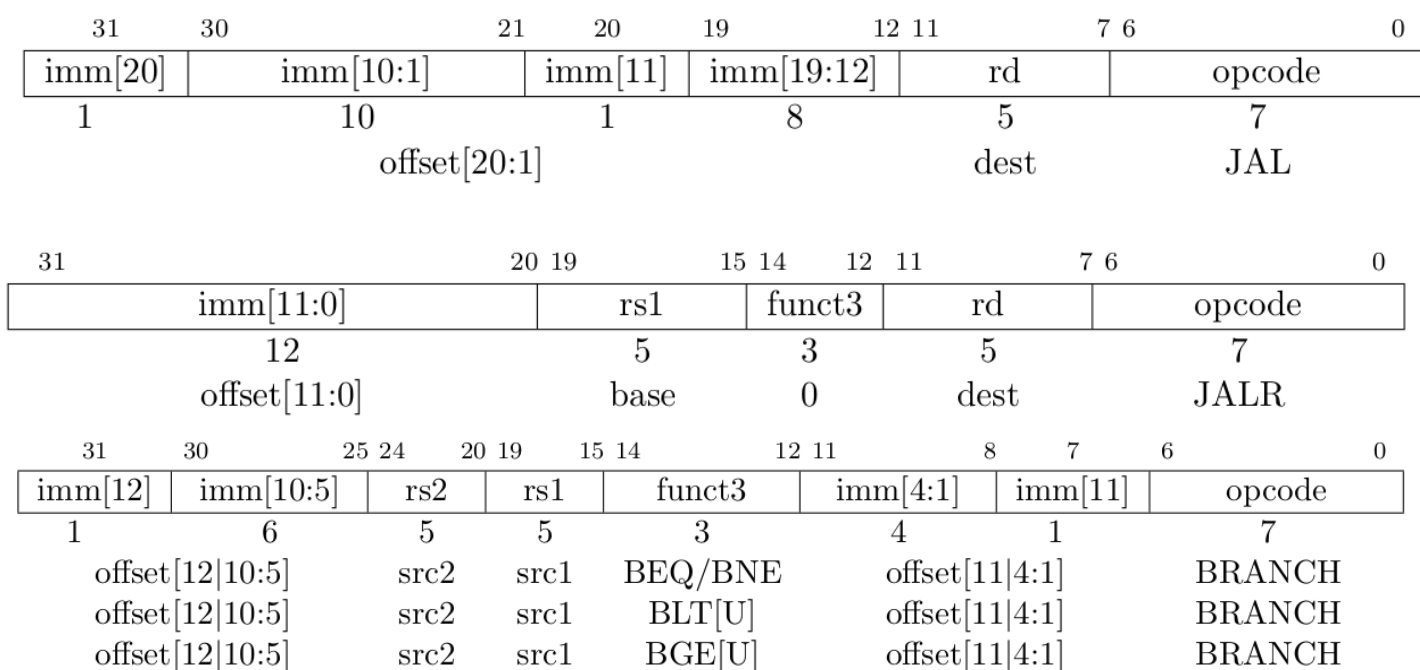 31 30 21 20 19 12 11 7 6 0
imm[20] imm[10:1] imm[11] imm[19:12] rd opcode
1 10 1 8 5 7
offset[20:1] dest JAL
31 20 19 15 14 12 11 7 6 0
imm[11:0] rs1 funct3 rd opcode
12 5 3 5 7
offset[11:0] base 0 dest JALR
31 30 25 24 20 19 15 14 12 11 8 7 6 0
imm[12] imm[10:5] rs2 rs1 funct3 imm[4:1] imm[11] opcode
1 6 5 5 3 4 1 7
offset[12|10:5] src2 src1 BEQ/BNE offset[11|4:1] BRANCH
offset[12|10:5] src2 src1 BLT[U] offset[11|4:1] BRANCH
offset[12|10:5] src2 src1 BGE[U] offset[11|4:1] BRANCH